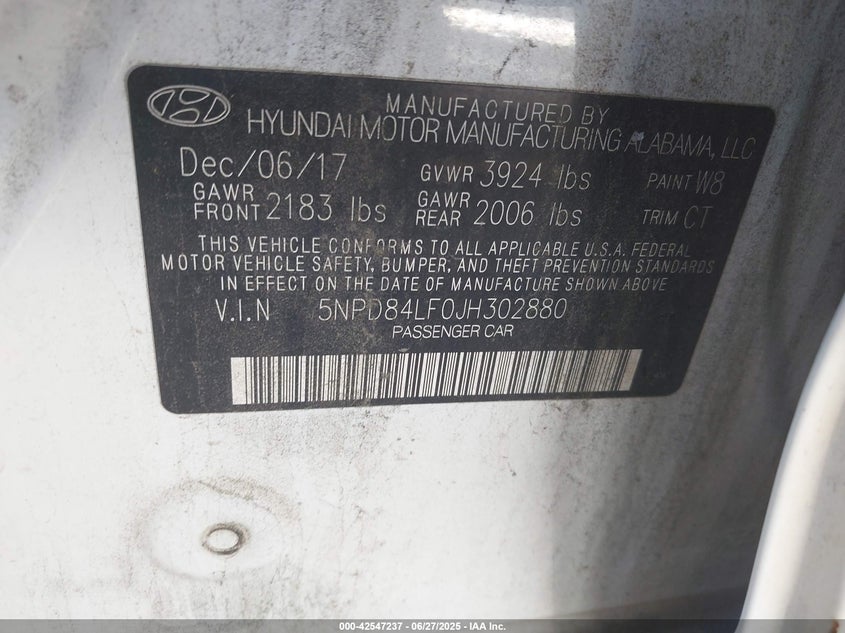 MANUFACTURED BY
HYUNDAI MOTOR MANUFACTURING ALABAMA, LLC
Dec/06/17 GVWR 3924 lbs PAINT W8
GAWR FRONT 2183 lbs GAWR REAR 2006 lbs TRIM CT
THIS VEHICLE CONFORMS TO ALL APPLICABLE U.S.A. FEDERAL
MOTOR VEHICLE SAFETY, BUMPER, AND THEFT PREVENTION STANDARDS
IN EFFECT ON THE DATE OF MANUFACTURE SHOWN ABOVE
V.I.N 5NPD84LF0JH302880
PASSENGER CAR
000-42547237 - 06/27/2025 - IAA Inc.